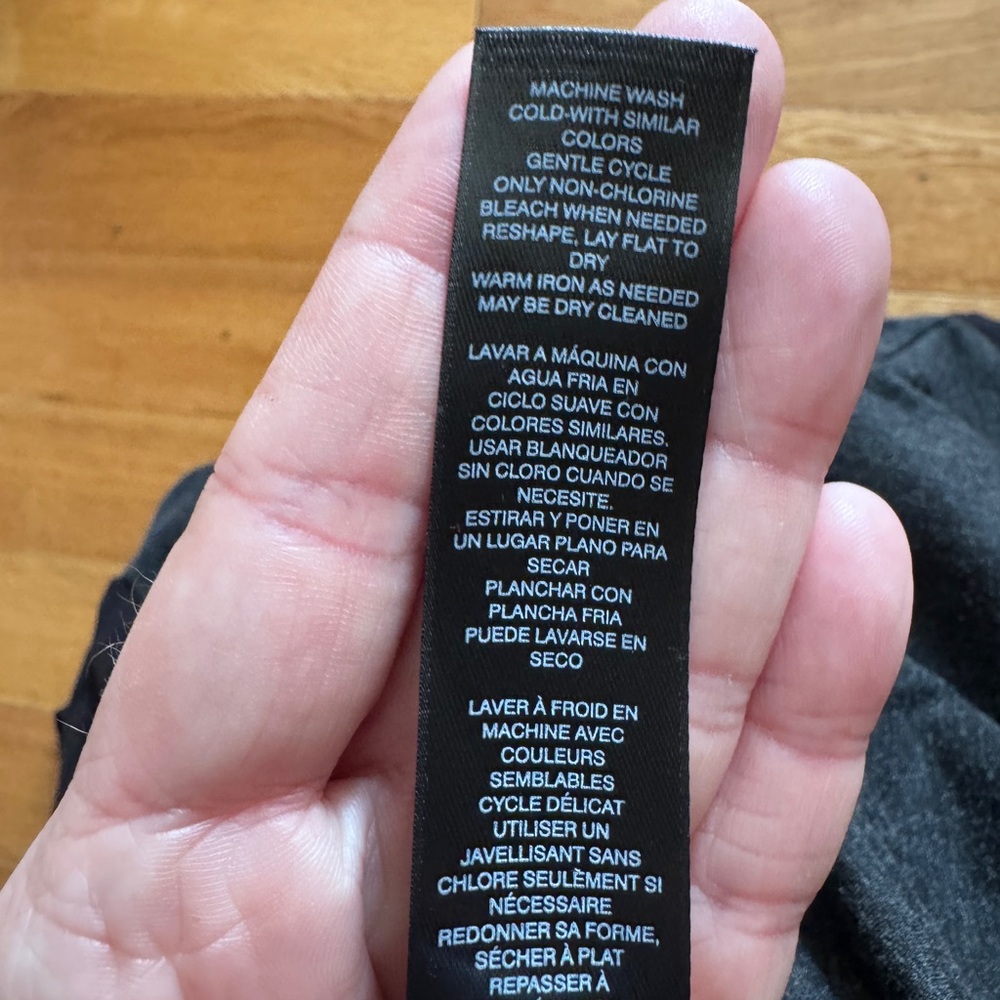 MACHINE WASH
COLD-WITH SIMILAR
COLORS
GENTLE CYCLE
ONLY NON-CHLORINE
BLEACH WHEN NEEDED
RESHAPE, LAY FLAT TO
DRY
WARM IRON AS NEEDED
MAY BE DRY CLEANED
LAVAR A MÁQUINA CON
AGUA FRIA EN
CICLO SUAVE CON
COLORES SIMILARES.
USAR BLANQUEADOR
SIN CLORO CUANDO SE
NECESITE.
ESTIRAR Y PONER EN
UN LUGAR PLANO PARA
SECAR
PLANCHAR CON
PLANCHA FRIA
PUEDE LAVARSE EN
SECO
LAVER À FROID EN
MACHINE AVEC
COULEURS
SEMBLABLES
CYCLE DÉLICAT
UTILISER UN
JAVELLISANT SANS
CHLORE SEULÈMENT SI
NÉCESSAIRE
REDONNER SA FORME,
SÉCHER À PLAT
REPASSER À